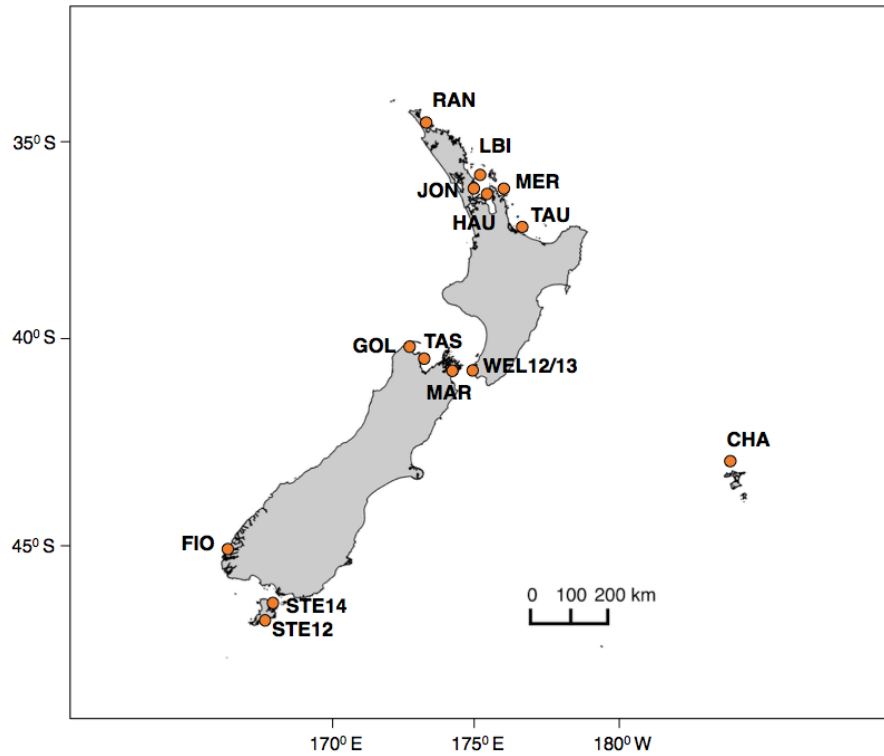 RAN
35⁰ S
LBI
JON
MER
HAU
TAU
40⁰ S
GOL
TAS
WEL12/13
MAR
CHA
45⁰ S
FIO
0 100 200 km
STE14
STE12
170⁰ E
175⁰ E
180⁰ W